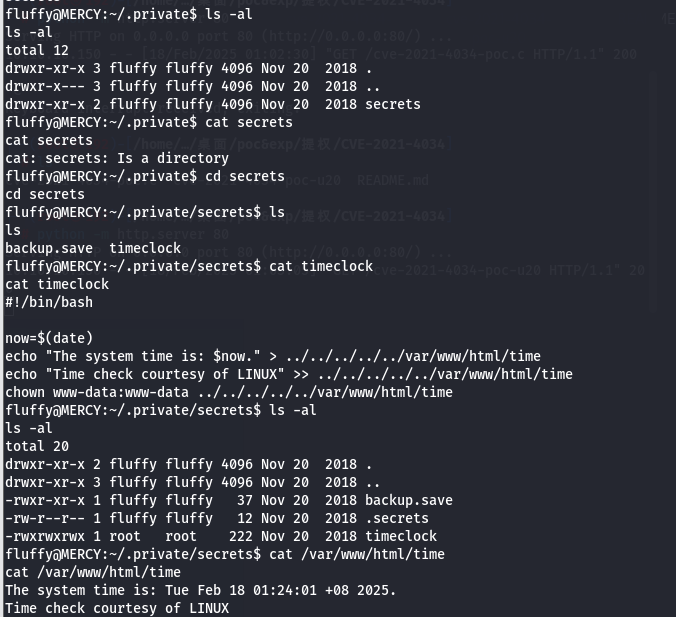 fluffy@MERCY:~/.private$ ls -al
ls -al
total 12
drwxr-xr-x 3 fluffy fluffy 4096 Nov 20  2018 .
drwxr-x--- 3 fluffy fluffy 4096 Nov 20  2018 ..
drwxr-xr-x 2 fluffy fluffy 4096 Nov 20  2018 secrets
fluffy@MERCY:~/.private$ cat secrets
cat secrets
cat: secrets: Is a directory
fluffy@MERCY:~/.private$ cd secrets
cd secrets
fluffy@MERCY:~/.private/secrets$ ls
ls
backup.save  timeclock
fluffy@MERCY:~/.private/secrets$ cat timeclock
cat timeclock
#!/bin/bash
now=$(date)
echo "The system time is: $now." > ../../../../../var/www/html/time
echo "Time check courtesy of LINUX" >> ../../../../../var/www/html/time
chown www-data:www-data ../../../../../var/www/html/time
fluffy@MERCY:~/.private/secrets$ ls -al
ls -al
total 20
drwxr-xr-x 2 fluffy fluffy 4096 Nov 20  2018 .
drwxr-xr-x 3 fluffy fluffy 4096 Nov 20  2018 ..
-rwxr-xr-x 1 fluffy fluffy   37 Nov 20  2018 backup.save
-rw-r--r-- 1 fluffy fluffy   12 Nov 20  2018 .secrets
-rwxrwxrwx 1 root   root    222 Nov 20  2018 timeclock
fluffy@MERCY:~/.private/secrets$ cat /var/www/html/time
cat /var/www/html/time
The system time is: Tue Feb 18 01:24:01 +08 2025.
Time check courtesy of LINUX